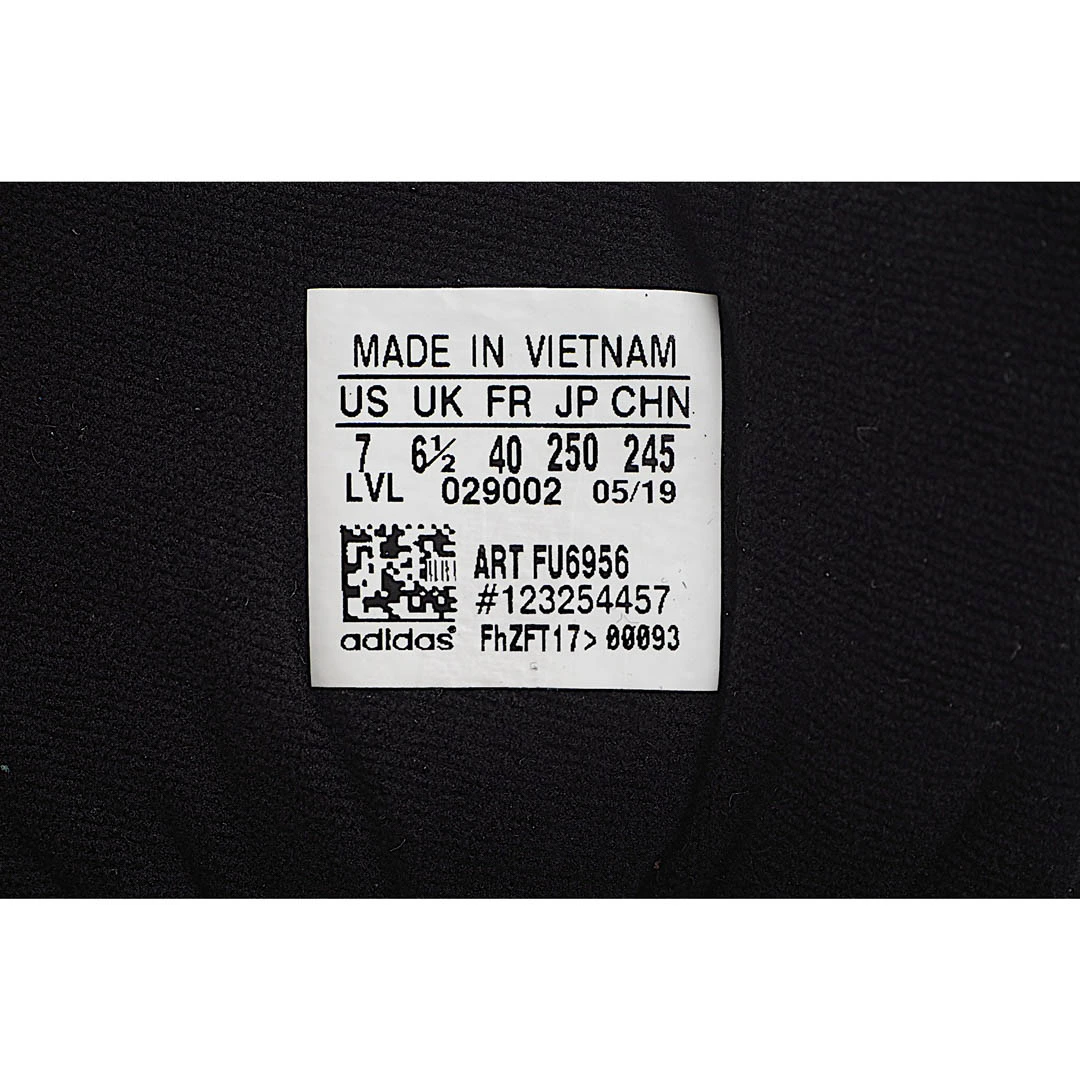 MADE IN VIETNAM
US UK FR JP CHN
7 6½ 40 250 245
LVL 029002 05/19
ART FU6956
#123254457
adidas® FhZFT17> 00093